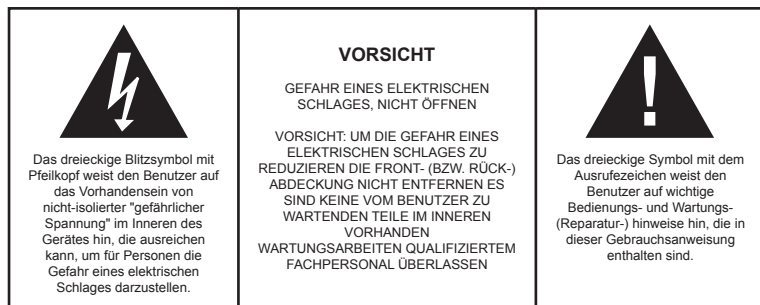 Das dreieckige Blitzsymbol mit
Pfeilkopf weist den Benutzer auf
das Vorhandensein von
nicht-isolierter "gefährlicher
Spannung" im Inneren des
Gerätes hin, die ausreichen
kann, um für Personen die
Gefahr eines elektrischen
Schlages darzustellen.
VORSICHT
GEFAHR EINES ELEKTRISCHEN
SCHLAGES, NICHT ÖFFNEN
VORSICHT: UM DIE GEFAHR EINES
ELEKTRISCHEN SCHLAGES ZU
REDUZIEREN DIE FRONT- (BZW. RÜCK-)
ABDECKUNG NICHT ENTFERNEN ES
SIND KEINE VOM BENUTZER ZU
WARTENDEN TEILE IM INNEREN
VORHANDEN
WARTUNGSARBEITEN QUALIFIZIERTEM
FACHPERSONAL ÜBERLASSEN
!
Das dreieckige Symbol mit dem
Ausrufezeichen weist den
Benutzer auf wichtige
Bedienungs- und Wartungs-
(Reparatur-) hinweise hin, die in
dieser Gebrauchsanweisung
enthalten sind.